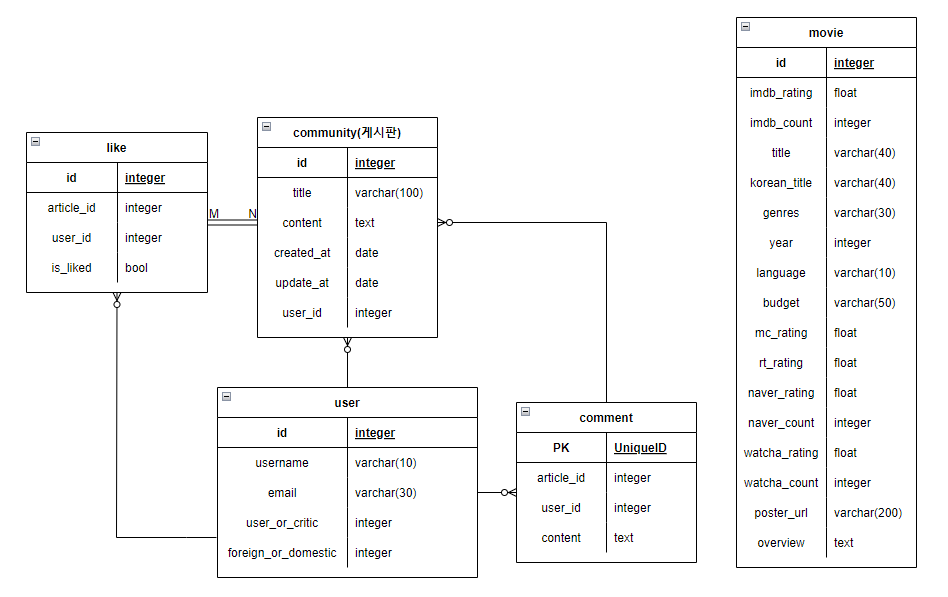 like
id integer
article_id integer
user_id integer
is_liked bool
M N
community(게시판)
id integer
title varchar(100)
content text
created_at date
update_at date
user_id integer
user
id integer
username varchar(10)
email varchar(30)
user_or_critic integer
foreign_or_domestic integer
comment
PK UniqueID
article_id integer
user_id integer
content text
movie
id integer
imdb_rating float
imdb_count integer
title varchar(40)
korean_title varchar(40)
genres varchar(30)
year integer
language varchar(10)
budget varchar(50)
mc_rating float
rt_rating float
naver_rating float
naver_count integer
watcha_rating float
watcha_count integer
poster_url varchar(200)
overview text